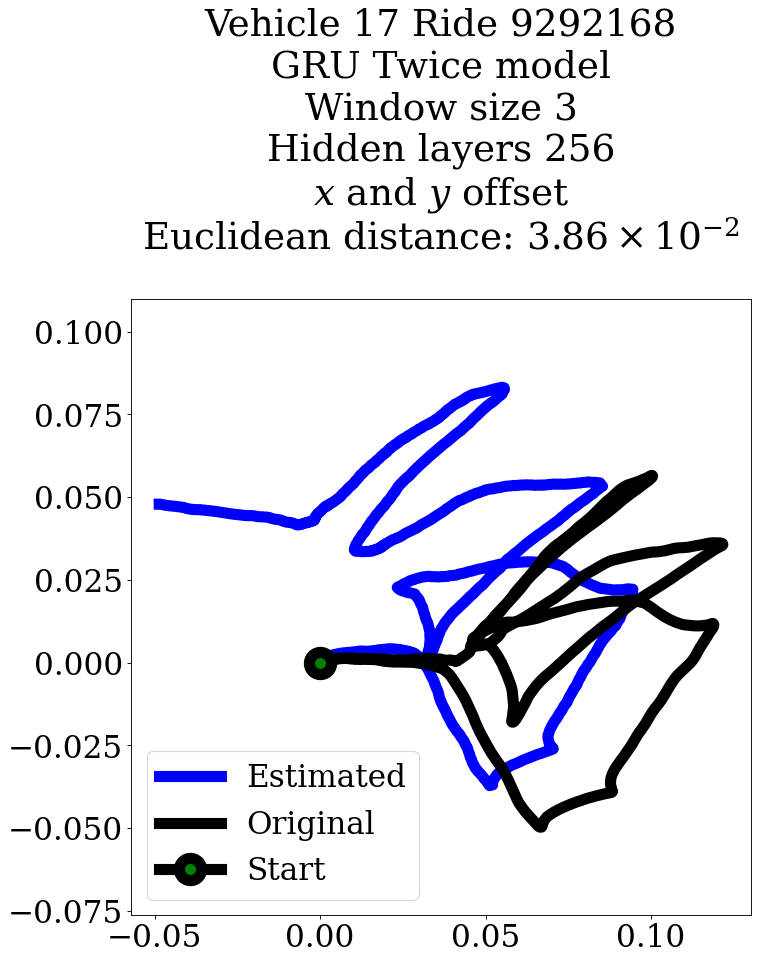 Vehicle 17 Ride 9292168
GRU Twice model
Window size 3
Hidden layers 256
x and y offset
Euclidean distance: 3.86 × 10⁻²
0.100
0.075
0.050
0.025
0.000
−0.025
−0.050
−0.075
Estimated
Original
Start
−0.05 0.00 0.05 0.10